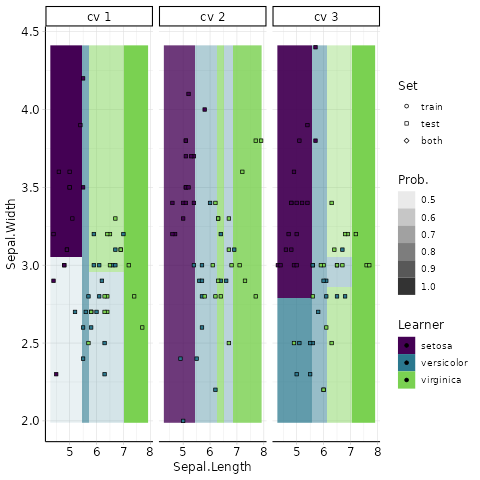 cv 1
cv 2
cv 3
4.5
4.0
3.5
3.0
2.5
2.0
Sepal.Width
5 6 7 8
5 6 7 8
5 6 7 8
Sepal.Length
Set
train
test
both
Prob.
0.5
0.6
0.7
0.8
0.9
1.0
Learner
setosa
versicolor
virginica